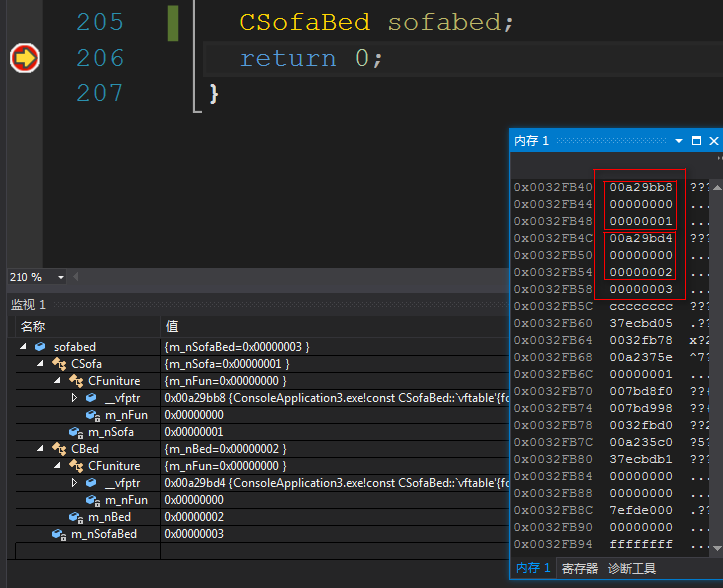 205 CSofaBed sofabed;
206 return 0;
207 }
内存 1
0x0032FB40 00a29bb8 ???
0x0032FB44 00000000 ...
0x0032FB48 00000001 ...
0x0032FB4C 00a29bd4 ???
0x0032FB50 00000000 ...
0x0032FB54 00000002 ...
0x0032FB58 00000003 ...
0x0032FB5C cccccccc ???
0x0032FB60 37ecbd05 .??
0x0032FB64 0032fb78 x?2
0x0032FB68 00a2375e ^7?
0x0032FB6C 00000001 ...
0x0032FB70 007bd8f0
0x0032FB74 007bd998
0x0032FB78 0032fbd0 ??2
0x0032FB7C 00a235c0 ?5?
0x0032FB80 37ecbdb1 ???
0x0032FB84 00000000 ...
0x0032FB88 00000000 ...
0x0032FB8C 7efde000 .??
0x0032FB90 00000000 ...
0x0032FB94 ffffffff
内存 1 寄存器 诊断工具
210 %
监视 1
名称 值
sofabed {m_nSofaBed=0x00000003 }
CSofa {m_nSofa=0x00000001 }
CFuniture {m_nFun=0x00000000 }
__vfptr 0x00a29bb8 {ConsoleApplication3.exe!const CSofaBed::`vftable'{fo
m_nFun 0x00000000
m_nSofa 0x00000001
CBed {m_nBed=0x00000002 }
CFuniture {m_nFun=0x00000000 }
__vfptr 0x00a29bd4 {ConsoleApplication3.exe!const CSofaBed::`vftable'{fo
m_nFun 0x00000000
m_nBed 0x00000002
m_nSofaBed 0x00000003